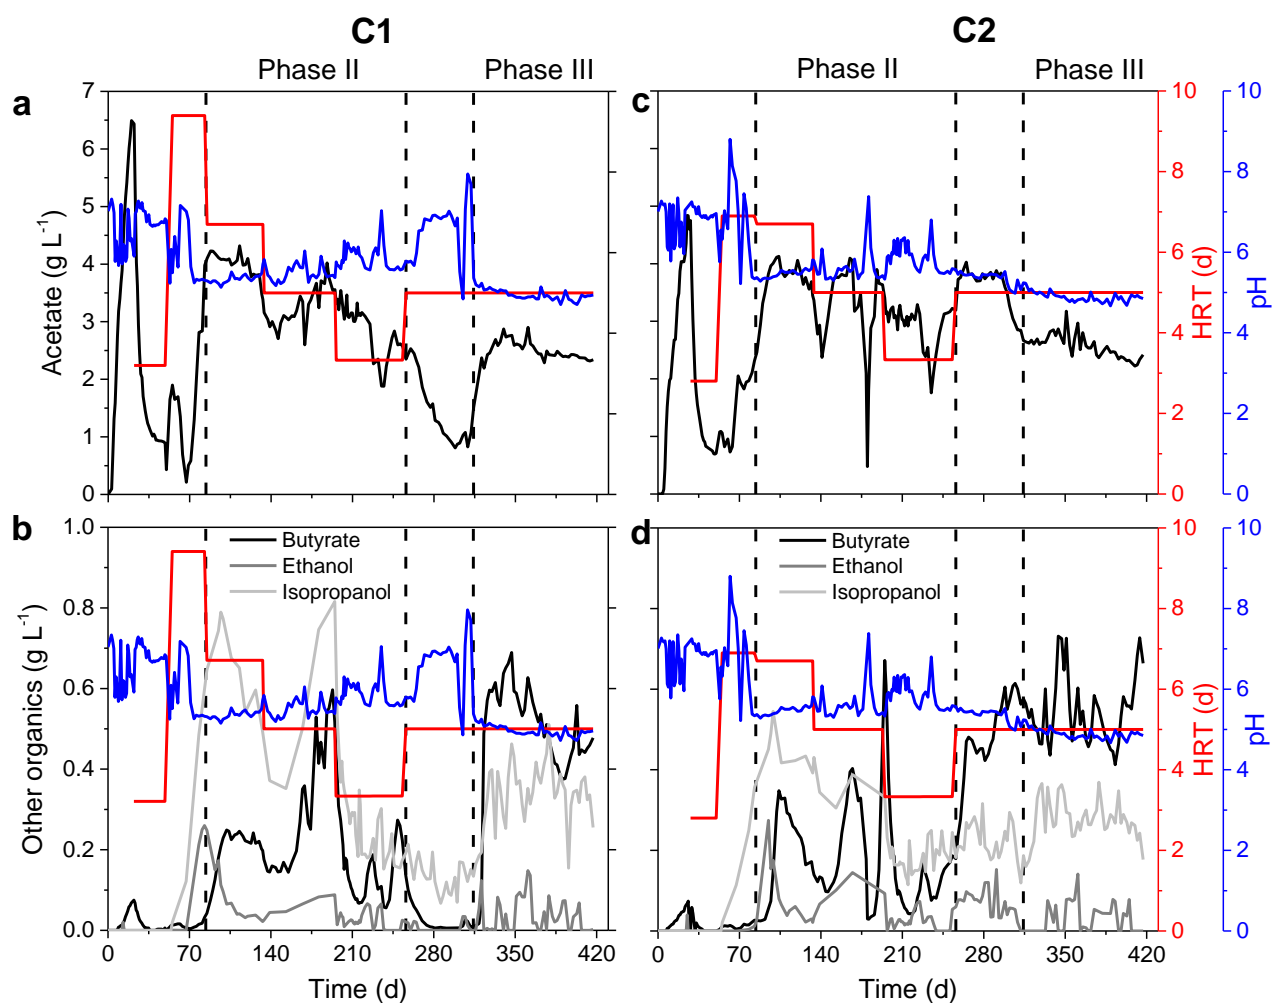 C1
C2
Phase II
Phase III
Phase II
Phase III
a
7
6
5
4
3
2
1
0
Acetate (g L-1)
c
10
8
6
4
2
0
HRT (d)
10
8
6
4
2
0
pH
b
1.0
0.8
0.6
0.4
0.2
0.0
Other organics (g L-1)
Butyrate
Ethanol
Isopropanol
0 70 140 210 280 350 420
Time (d)
d
Butyrate
Ethanol
Isopropanol
10
8
6
4
2
0
HRT (d)
10
8
6
4
2
0
pH
0 70 140 210 280 350 420
Time (d)